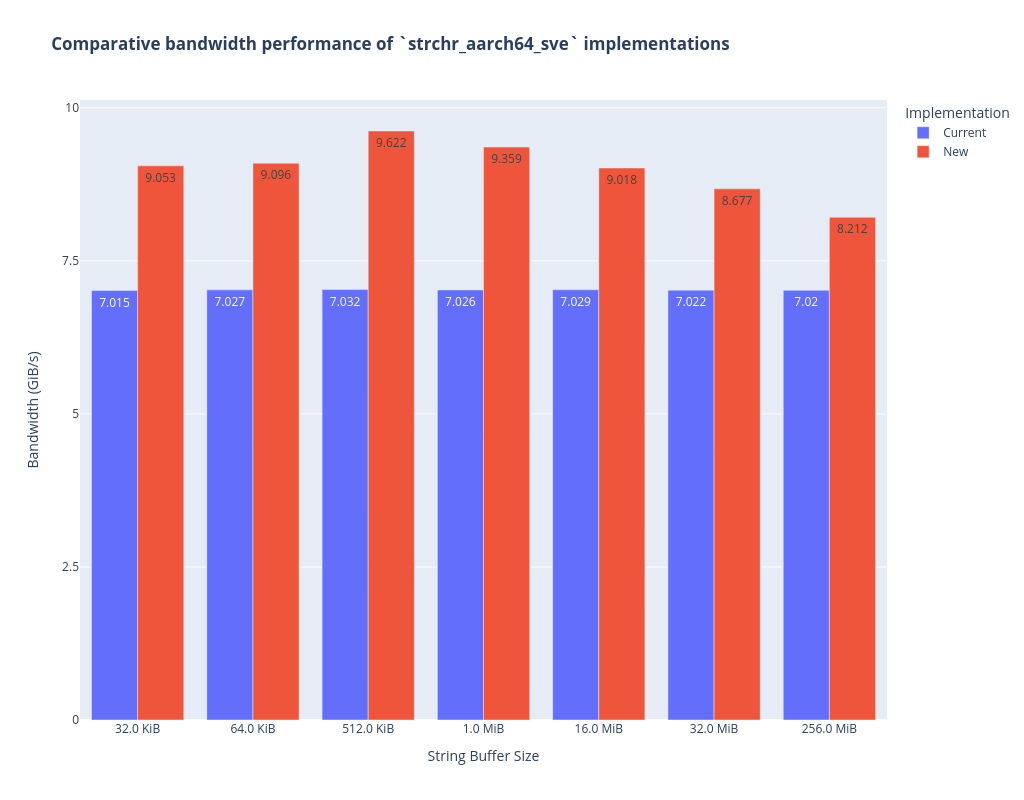 Comparative bandwidth performance of `strchr_aarch64_sve` implementations
Implementation
Current
New
Bandwidth (GiB/s)
10
7.5
5
2.5
0
7.015
9.053
7.027
9.096
7.032
9.622
7.026
9.359
7.029
9.018
7.022
8.677
7.02
8.212
32.0 KiB
64.0 KiB
512.0 KiB
1.0 MiB
16.0 MiB
32.0 MiB
256.0 MiB
String Buffer Size